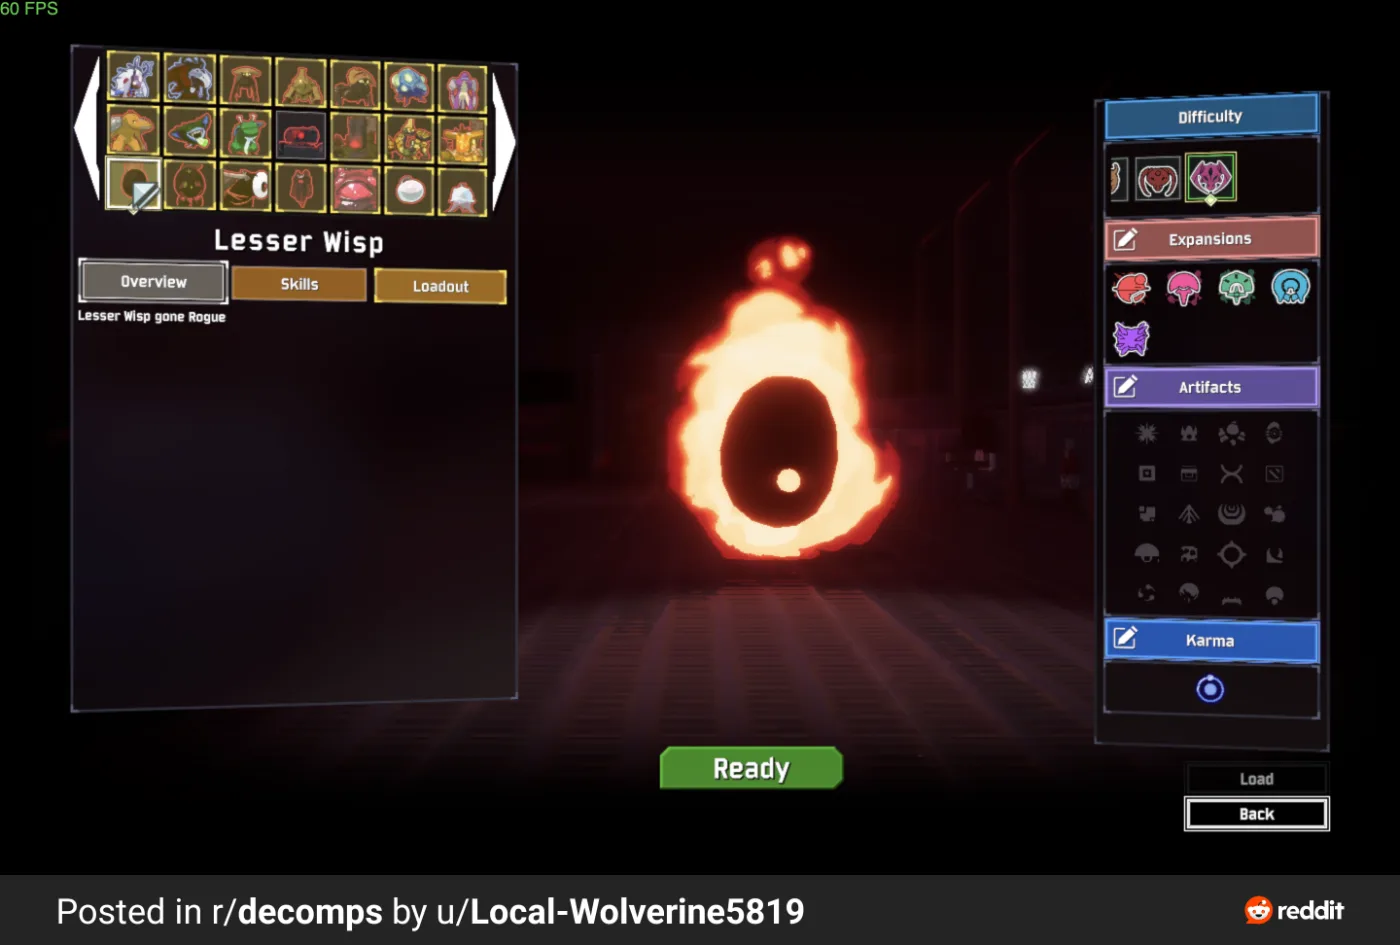 60 FPS
Lesser Wisp
Overview
Skills
Loadout
Lesser Wisp gone Rogue
Difficulty
Expansions
Artifacts
Karma
Ready
Load
Back
Posted in r/decomps by u/Local-Wolverine5819
reddit